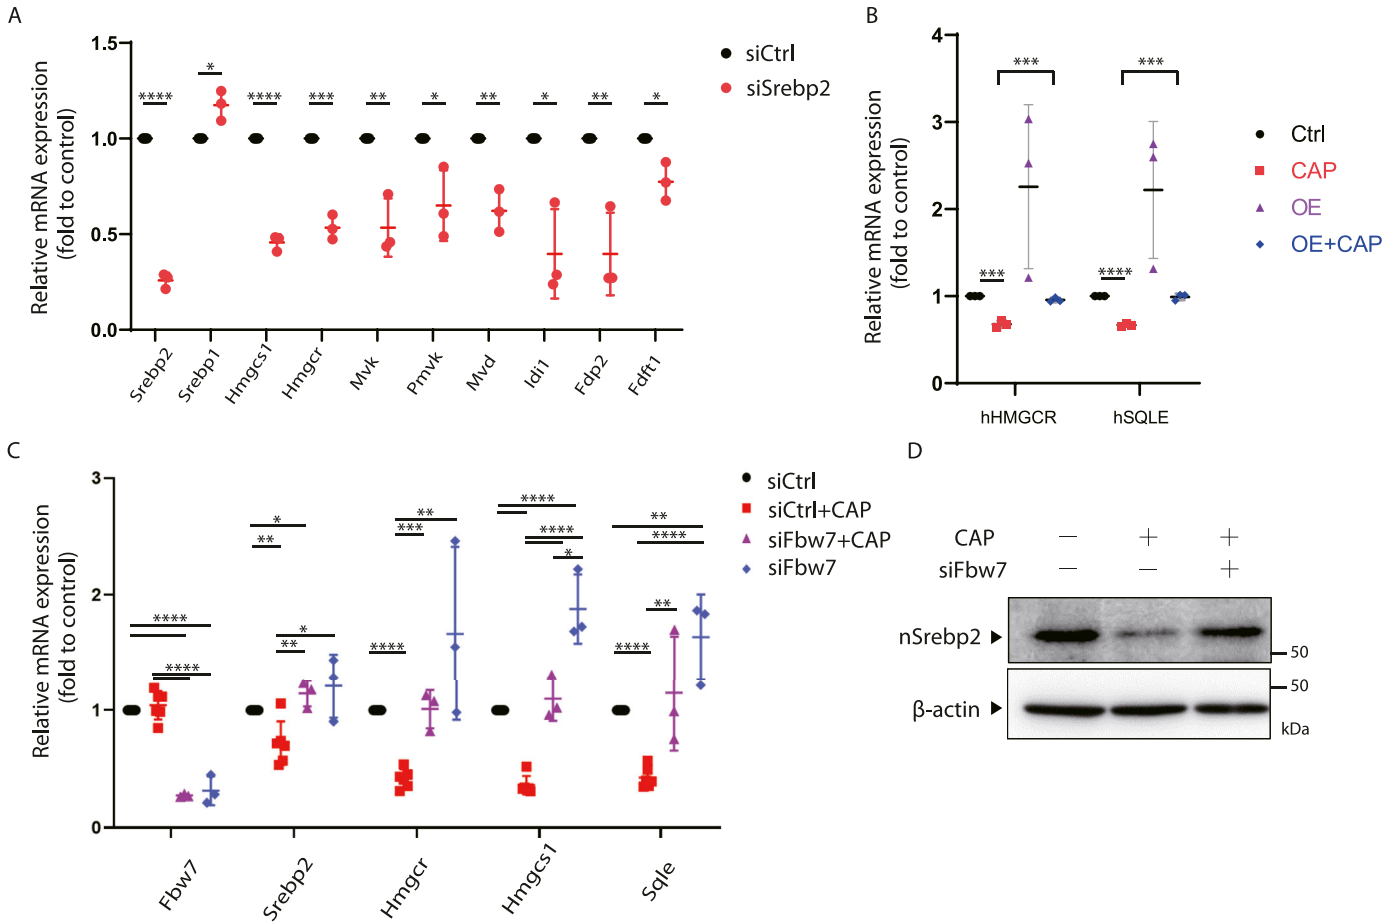 A
Relative mRNA expression
(fold to control)
1.5
1.0
0.5
0.0
**** * **** *** ** * ** * ** *
Srebp2 Srebp1 Hmgcs1 Hmgcr Mvk Pmvk Mvd Idi1 Fdp2 Fdft1
siCtrl
siSrebp2
B
Relative mRNA expression
(fold to control)
4
3
2
1
0
*** ***
*** ****
hHMGCR hSQLE
Ctrl
CAP
OE
OE+CAP
C
Relative mRNA expression
(fold to control)
3
2
1
0
****
****
*
**
*
**
**
***
****
****
****
*
**
****
**
****
Fbw7 Srebp2 Hmgcr Hmgcs1 Sqle
siCtrl
siCtrl+CAP
siFbw7+CAP
siFbw7
D
CAP — + +
siFbw7 — — +
nSrebp2
50
50
β-actin
kDa